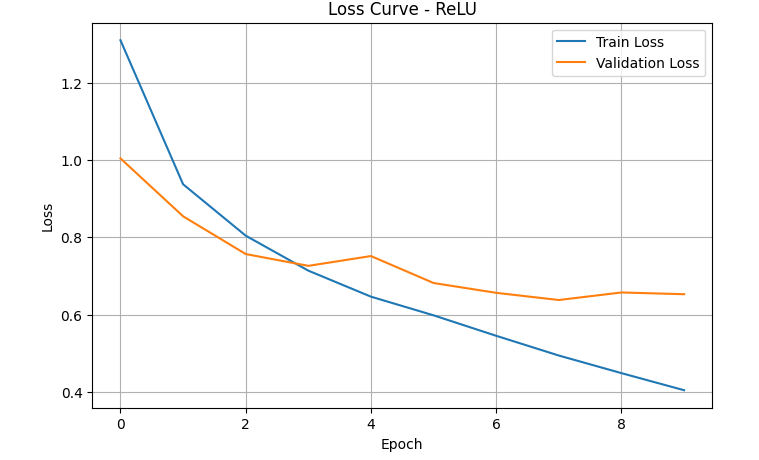 Loss Curve - ReLU
Train Loss
Validation Loss
1.2
1.0
0.8
0.6
0.4
Loss
0 2 4 6 8
Epoch